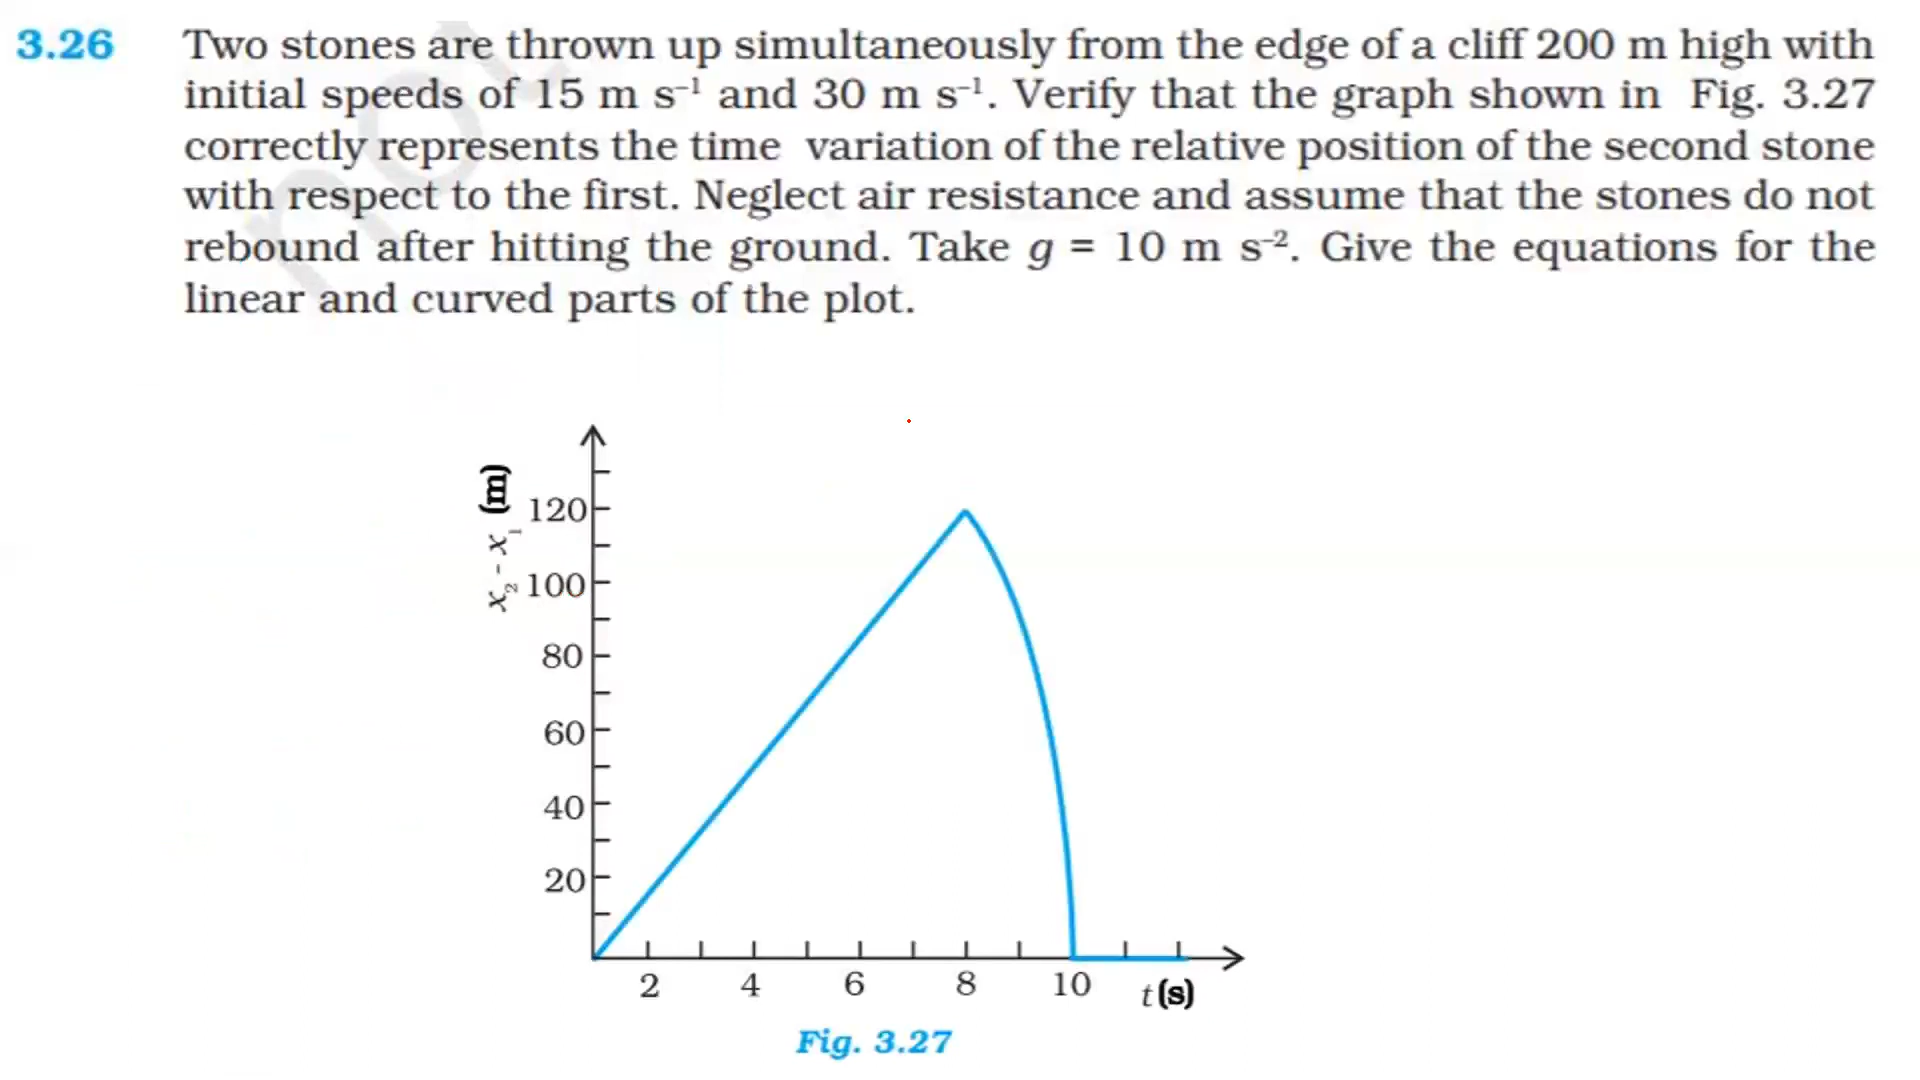 3.26 Two stones are thrown up simultaneously from the edge of a cliff 200 m high with
initial speeds of 15 m s⁻¹ and 30 m s⁻¹. Verify that the graph shown in Fig. 3.27
correctly represents the time variation of the relative position of the second stone
with respect to the first. Neglect air resistance and assume that the stones do not
rebound after hitting the ground. Take g = 10 m s⁻². Give the equations for the
linear and curved parts of the plot.
not
x₂ - x₁ (m)
120
100
80
60
40
20
2 4 6 8 10 t (s)
Fig. 3.27